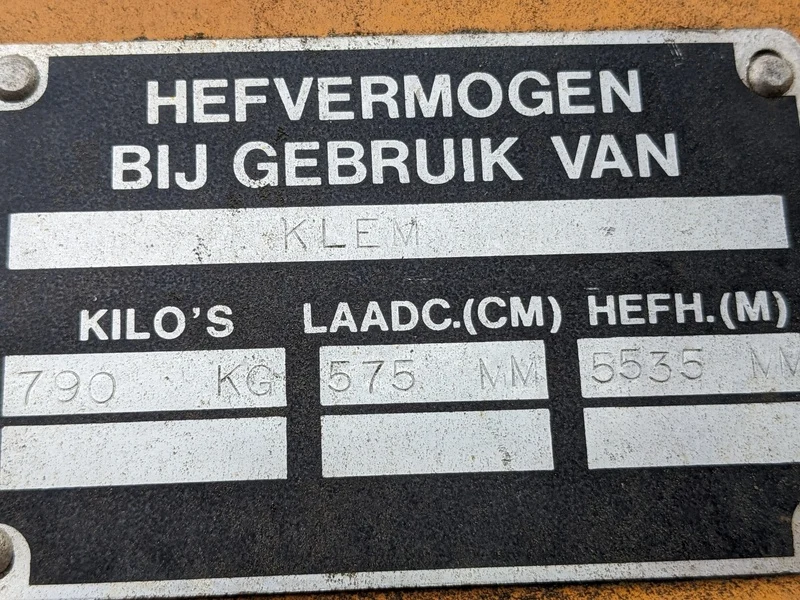 HEFVERMOGEN
BIJ GEBRUIK VAN
KLEM
KILO'S LAADC.(CM) HEFH.(M)
790 KG 575 MM 5535 MM